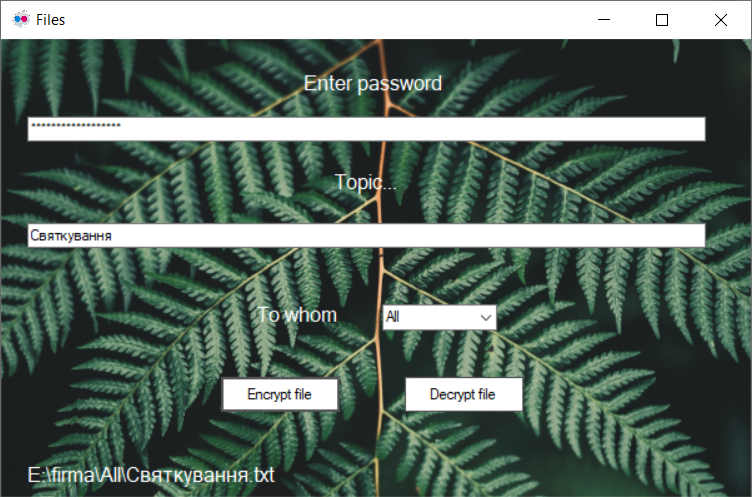 Files
Enter password
******************
Topic...
Святкування
To whom All
Encrypt file Decrypt file
E:\firma\All\Святкування.txt